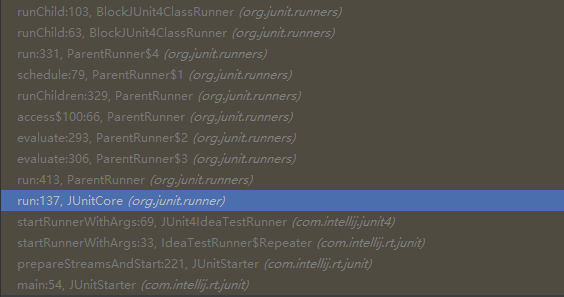 runChild:103, BlockJUnit4ClassRunner (org.junit.runners)
runChild:63, BlockJUnit4ClassRunner (org.junit.runners)
run:331, ParentRunner$4 (org.junit.runners)
schedule:79, ParentRunner$1 (org.junit.runners)
runChildren:329, ParentRunner (org.junit.runners)
access$100:66, ParentRunner (org.junit.runners)
evaluate:293, ParentRunner$2 (org.junit.runners)
evaluate:306, ParentRunner$3 (org.junit.runners)
run:413, ParentRunner (org.junit.runners)
run:137, JUnitCore (org.junit.runner)
startRunnerWithArgs:69, JUnit4IdeaTestRunner (com.intellij.junit4)
startRunnerWithArgs:33, IdeaTestRunner$Repeater (com.intellij.rt.junit)
prepareStreamsAndStart:221, JUnitStarter (com.intellij.rt.junit)
main:54, JUnitStarter (com.intellij.rt.junit)